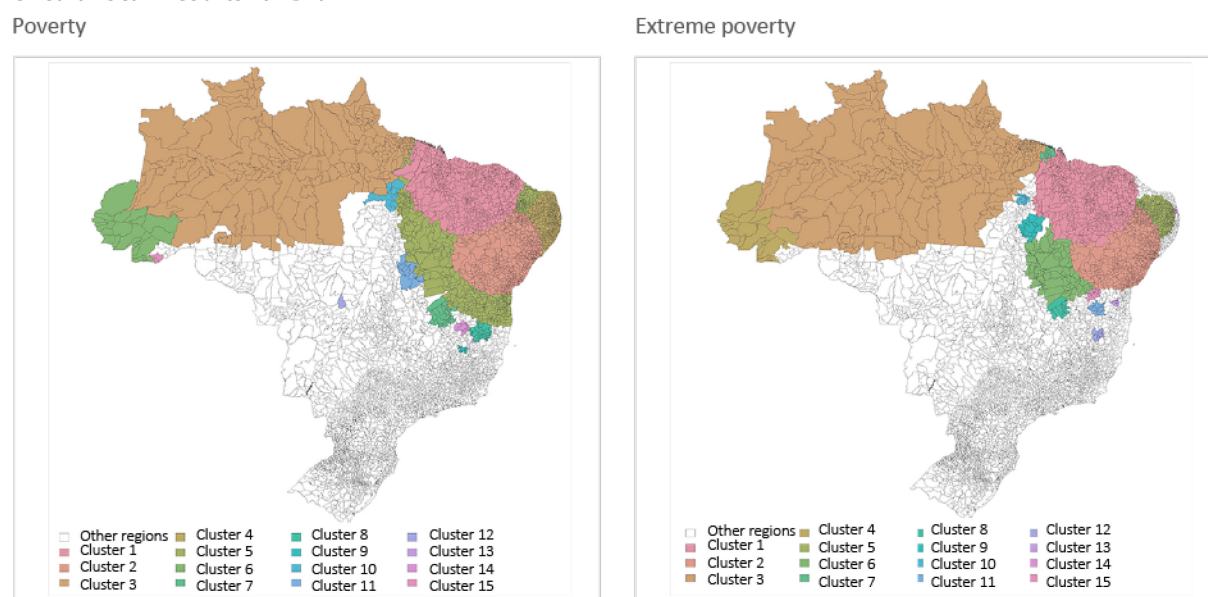 Poverty
Extreme poverty
Other regions
Cluster 1
Cluster 2
Cluster 3
Cluster 4
Cluster 5
Cluster 6
Cluster 7
Cluster 8
Cluster 9
Cluster 10
Cluster 11
Cluster 12
Cluster 13
Cluster 14
Cluster 15
Other regions
Cluster 1
Cluster 2
Cluster 3
Cluster 4
Cluster 5
Cluster 6
Cluster 7
Cluster 8
Cluster 9
Cluster 10
Cluster 11
Cluster 12
Cluster 13
Cluster 14
Cluster 15